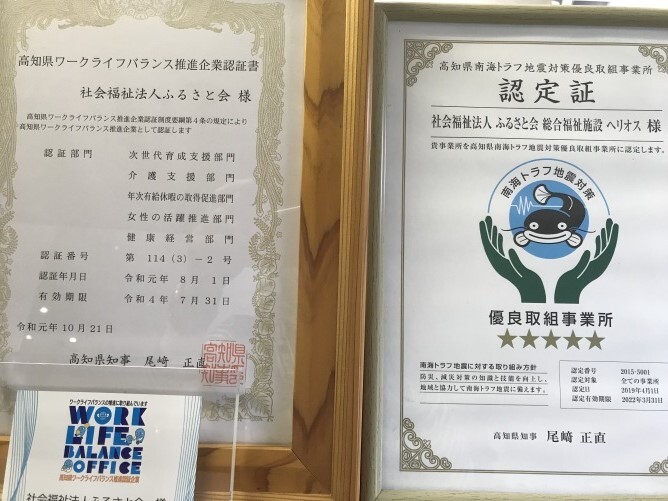 高知県ワークライフバランス推進企業認証書
社会福祉法人ふるさと会 様
高知県ワークライフバランス推進企業認証制度要綱第4条の規定により
高知県ワークライフバランス推進企業として認証します
認証部門 次世代育成支援部門
介護支援部門
年次有給休暇の取得促進部門
女性の活躍推進部門
健康経営部門
認証番号 第 114(3)-2 号
認証年月日 令和元年 8月 1日
有効期限 令和4年 7月31日
令和元年10月21日
高知県知事 尾﨑 正直
ワークライフバランスの推進に取り組んでいます
WORK
LIFE
BALANCE
OFFICE
高知県ワークライフバランス推進認証企業
社会福祉法人ふるさと会 様
高知県南海トラフ地震対策優良取組事業所
認定証
社会福祉法人 ふるさと会 総合福祉施設 ヘリオス 様
貴事業所を高知県南海トラフ地震対策優良取組事業所に認定します。
南海トラフ地震対策
優良取組事業所
★★★★★
南海トラフ地震に対する取り組み方針
防災、減災対策の知識と技能を向上し、
地域と協力して南海トラフ地震に備えます。
認定番号 2015-5001
認定対象 全ての事業所
認定日 2019年4月1日
認定有効期限 2022年3月31日
高知県知事 尾﨑 正直